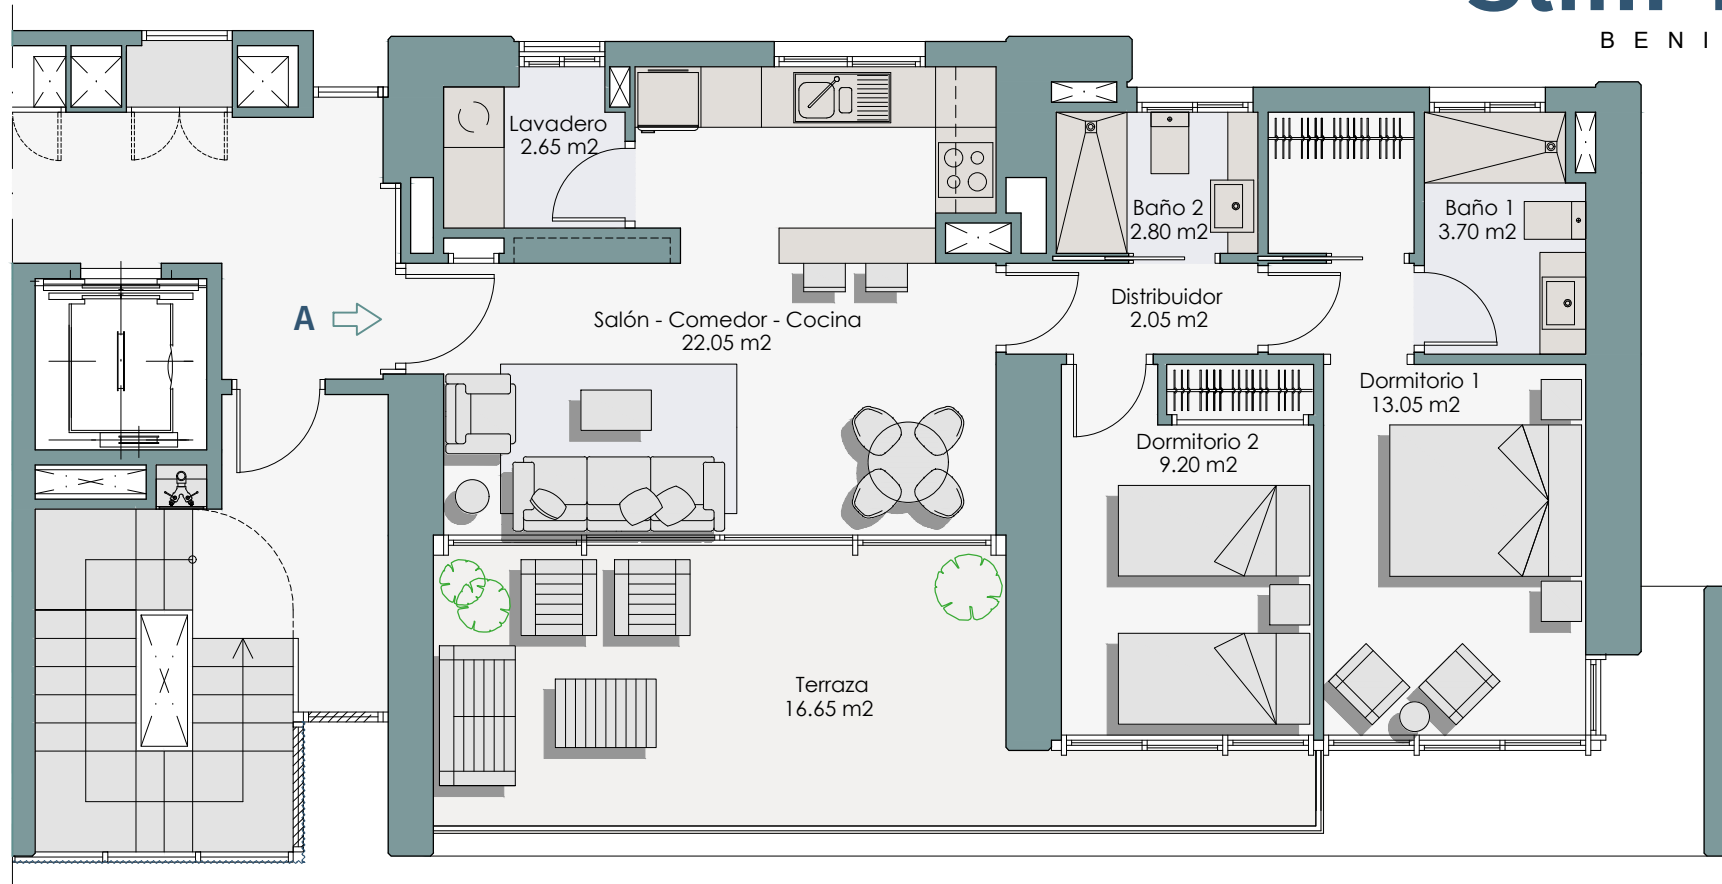 BENI
Lavadero
2.65 m2
Baño 2
2.80 m2
Baño 1
3.70 m2
A
Salón - Comedor - Cocina
22.05 m2
Distribuidor
2.05 m2
Dormitorio 1
13.05 m2
Dormitorio 2
9.20 m2
Terraza
16.65 m2